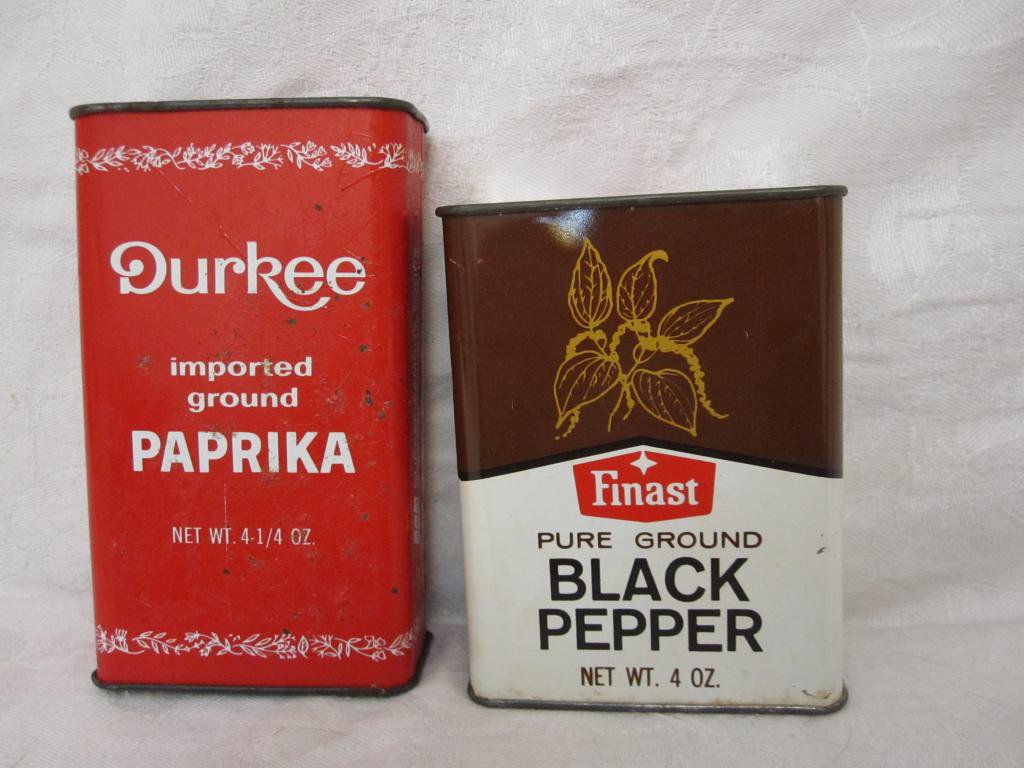 Durkee
imported
ground
PAPRIKA
NET WT. 4-1/4 OZ.
Finast
PURE GROUND
BLACK
PEPPER
NET WT. 4 OZ.